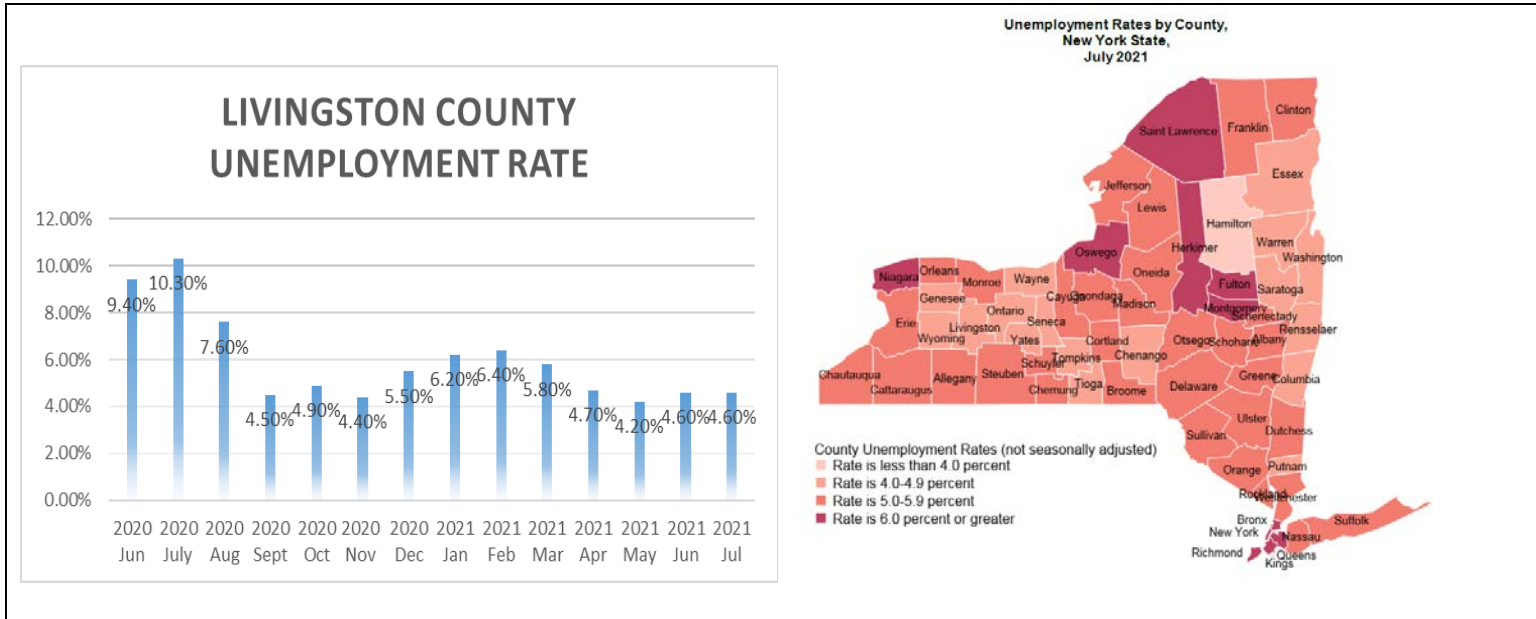 LIVINGSTON COUNTY
UNEMPLOYMENT RATE
12.00%
10.00%
8.00%
6.00%
4.00%
2.00%
0.00%
9.40%
10.30%
7.60%
4.50%
4.90%
4.40%
5.50%
6.20%
6.40%
5.80%
4.70%
4.20%
4.60%
4.60%
2020 2020 2020 2020 2020 2020 2020 2021 2021 2021 2021 2021 2021 2021
Jun July Aug Sept Oct Nov Dec Jan Feb Mar Apr May Jun Jul
Unemployment Rates by County,
New York State,
July 2021
Clinton
Franklin
Saint Lawrence
Essex
Jefferson
Lewis
Hamilton
Herkimer
Warren
Washington
Oswego
Oneida
Niagara
Orleans
Monroe
Wayne
Fulton
Saratoga
Genesee
Ontario
Cayuga
Onondaga
Madison
Montgomery
Schenectady
Erie
Wyoming
Livingston
Seneca
Yates
Rensselaer
Cortland
Otsego
Schoharie
Albany
Chenango
Tompkins
Schuyler
Steuben
Chautauqua
Cattaraugus
Allegany
Chemung
Tioga
Broome
Delaware
Greene
Columbia
Ulster
Dutchess
Sullivan
Orange
Putnam
Rockland
Westchester
Bronx
New York
Suffolk
Nassau
Richmond
Queens
Kings
County Unemployment Rates (not seasonally adjusted)
Rate is less than 4.0 percent
Rate is 4.0-4.9 percent
Rate is 5.0-5.9 percent
Rate is 6.0 percent or greater